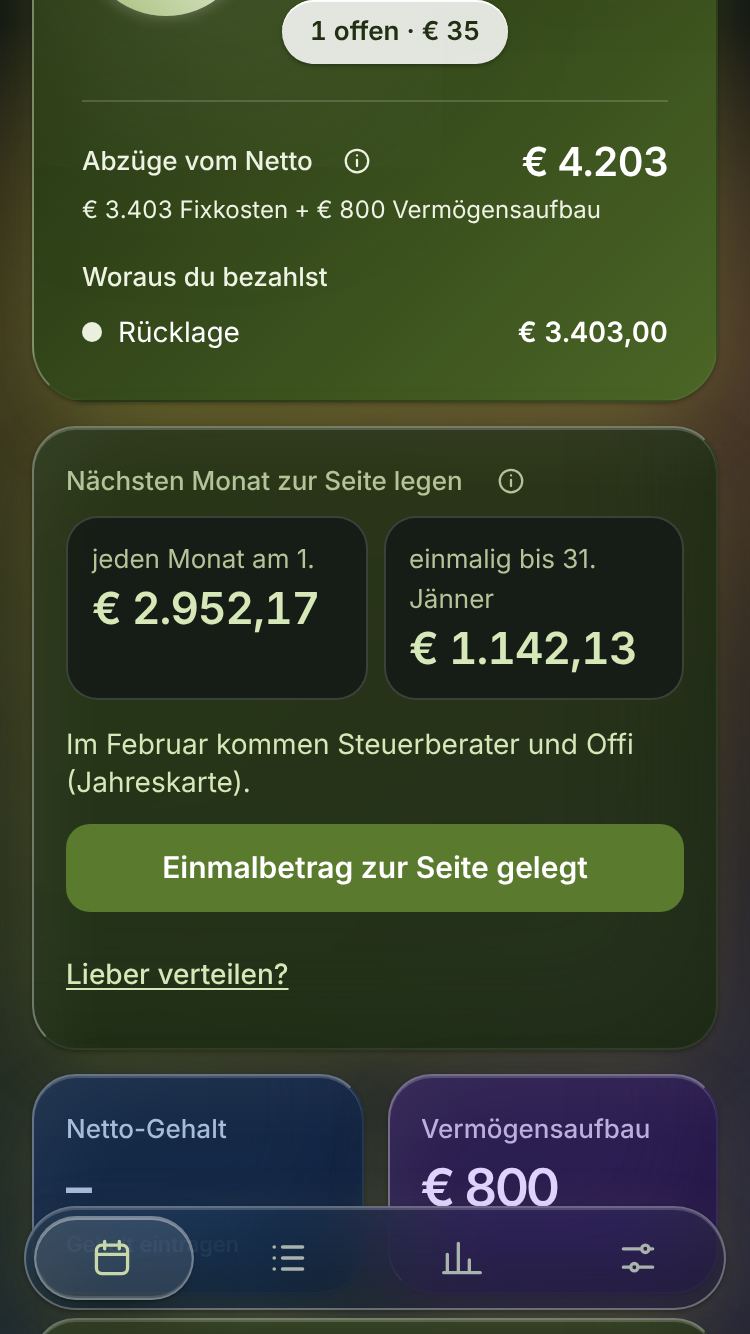 1 offen · € 35
Abzüge vom Netto
€ 4.203
€ 3.403 Fixkosten + € 800 Vermögensaufbau
Woraus du bezahlst
Rücklage
€ 3.403,00
Nächsten Monat zur Seite legen
jeden Monat am 1.
€ 2.952,17
einmalig bis 31.
Jänner
€ 1.142,13
Im Februar kommen Steuerberater und Offi
(Jahreskarte).
Einmalbetrag zur Seite gelegt
Lieber verteilen?
Netto-Gehalt
–
Vermögensaufbau
€ 800
eintragen